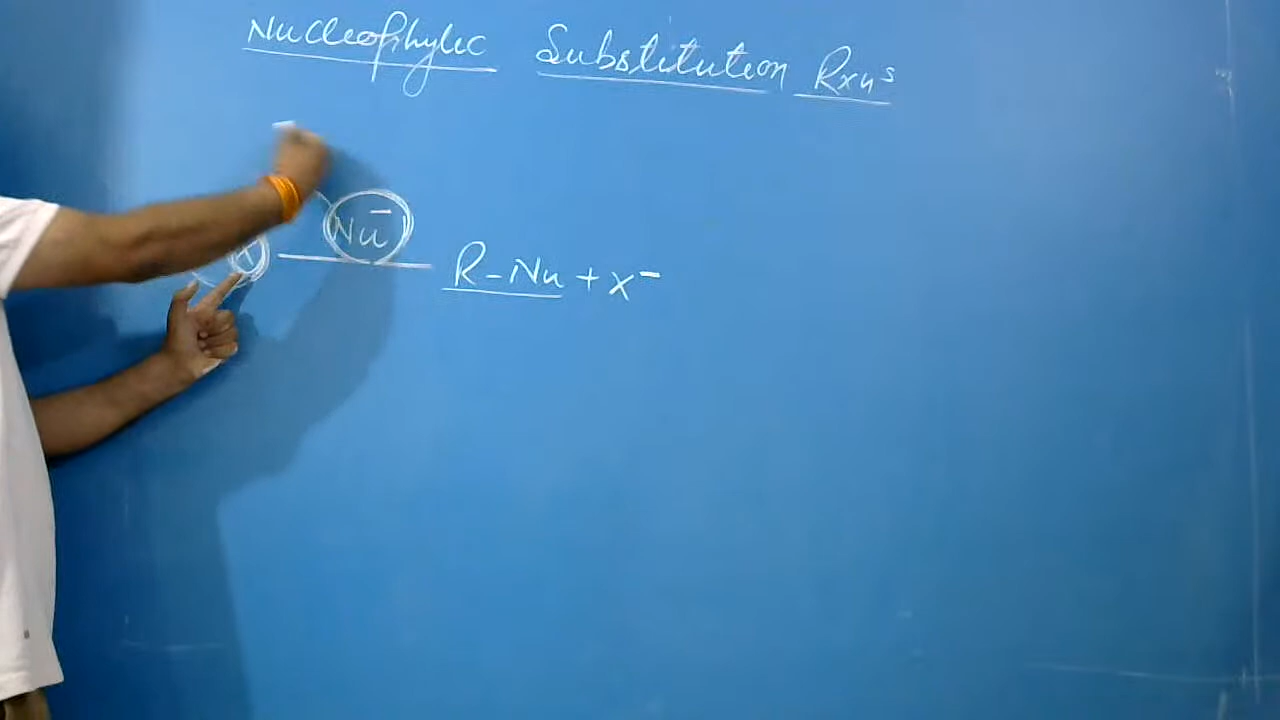 Nucleophylic Substitution Rxns
X Nu⁻ R-Nu + X⁻